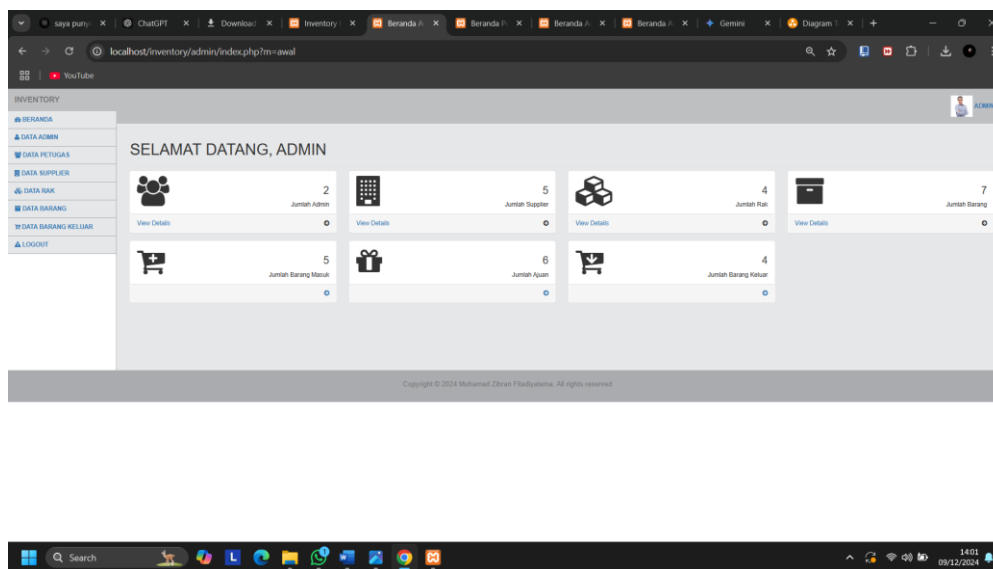 saya puny
ChatGPT
Download
Inventory
Beranda A
Beranda P
Beranda A
Beranda A
Gemini
Diagram
localhost/inventory/admin/index.php?m=awal
YouTube
INVENTORY
ADMIN
BERANDA
DATA ADMIN
DATA PETUGAS
DATA SUPPLIER
DATA RAK
DATA BARANG
DATA BARANG KELUAR
LOGOUT
SELAMAT DATANG, ADMIN
2
Jumlah Admin
View Details
5
Jumlah Supplier
View Details
4
Jumlah Rak
View Details
7
Jumlah Barang
View Details
5
Jumlah Barang Masuk
6
Jumlah Ajuan
4
Jumlah Barang Keluar
Copyright © 2024 Mohamad Zibran Fitadiyatama. All rights reserved
Search
14:01
09/12/2024